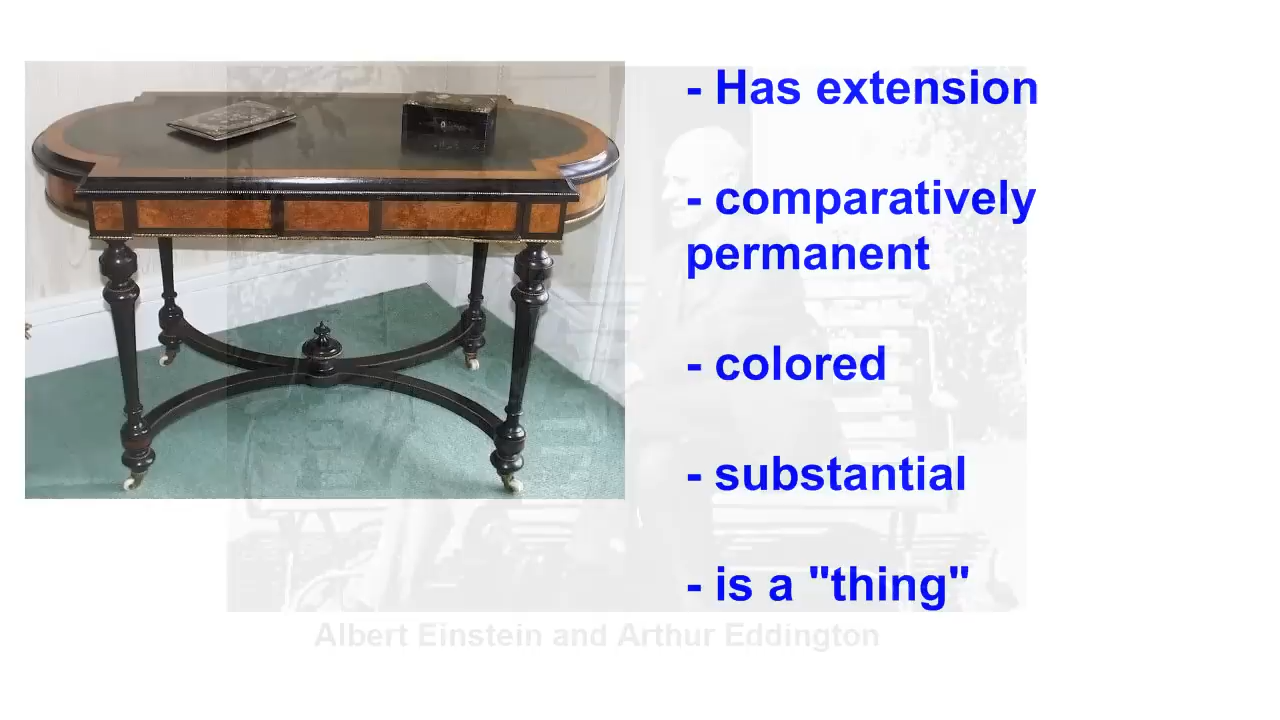 - Has extension
- comparatively
permanent
- colored
- substantial
- is a "thing"
Albert Einstein and Arthur Eddington